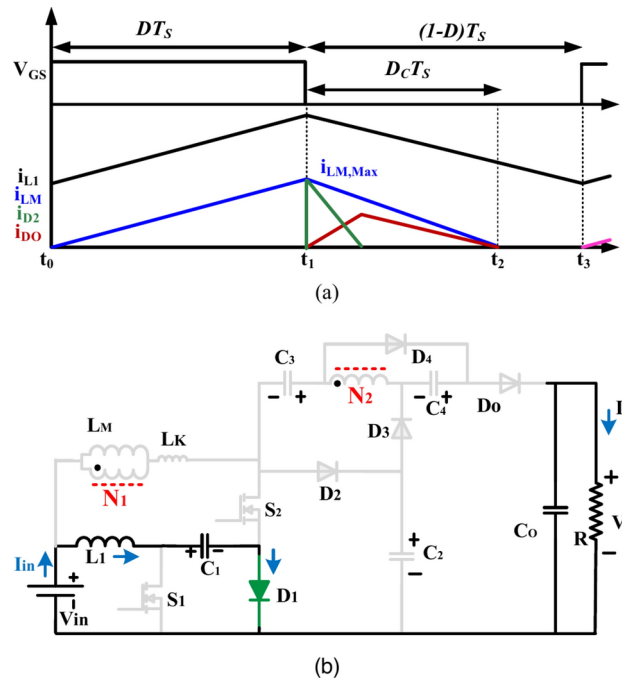 DTS
(1-D)TS
DCTS
VGS
iL1
iLM
iD2
iDO
iLM,Max
t0
t1
t2
t3
(a)
D4
C3
N2
C4
Do
D3
LM
LK
N1
D2
S2
I
L1
C1
Iin
S1
D1
C2
CO
R
V
Vin
(b)